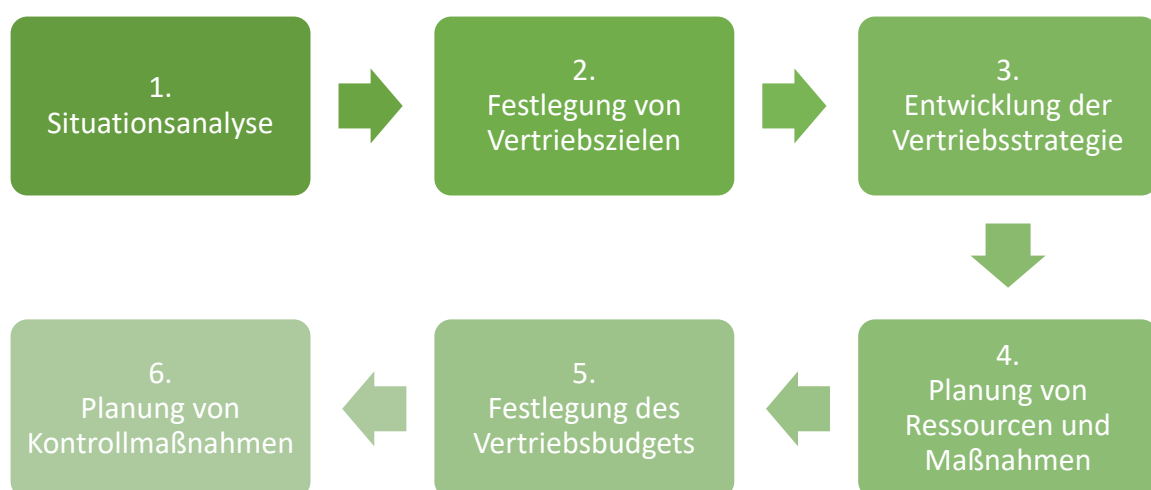 1.
Situationsanalyse
2.
Festlegung von
Vertriebszielen
3.
Entwicklung der
Vertriebsstrategie
4.
Planung von
Ressourcen und
Maßnahmen
5.
Festlegung des
Vertriebsbudgets
6.
Planung von
Kontrollmaßnahmen